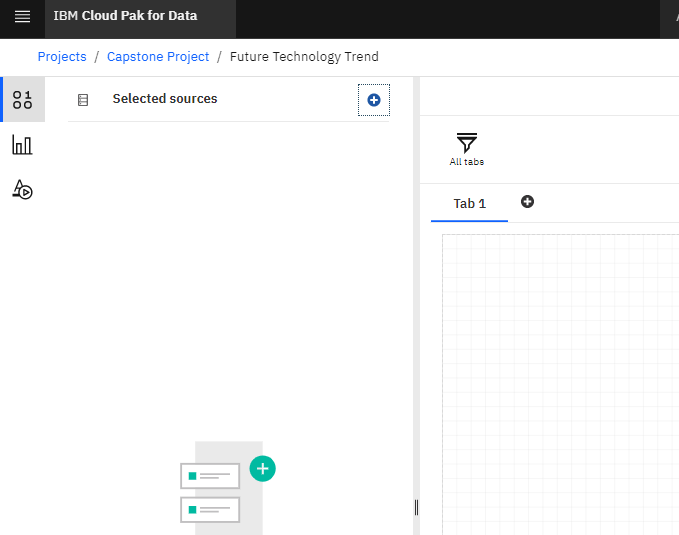 IBM Cloud Pak for Data
Projects / Capstone Project / Future Technology Trend
Selected sources
All tabs
Tab 1